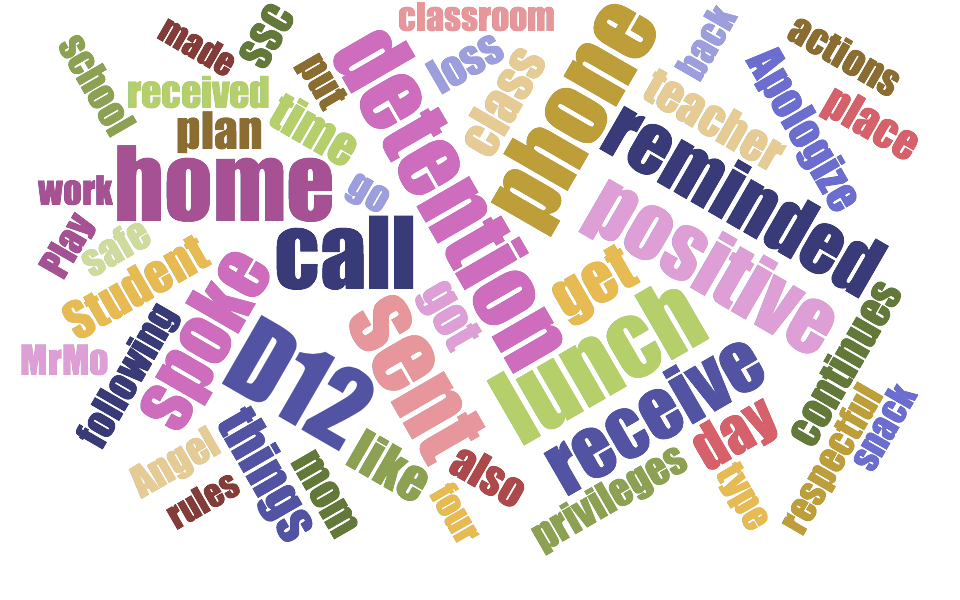 classroom
made
ssc
school
put
loss
back
actions
received
time
detention
class
phone
teacher
Apologize
place
plan
work
home
go
reminded
Play
safe
call
positive
Student
spoke
got
get
MrMo
following
D12
sent
lunch
continues
receive
day
respectful
snack
Angel
rules
things
mom
like
also
four
privileges
type